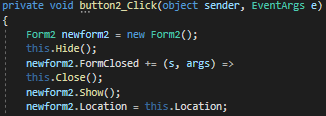 private void button2_Click(object sender, EventArgs e)
{
Form2 newform2 = new Form2();
this.Hide();
newform2.FormClosed += (s, args) =>
this.Close();
newform2.Show();
newform2.Location = this.Location;